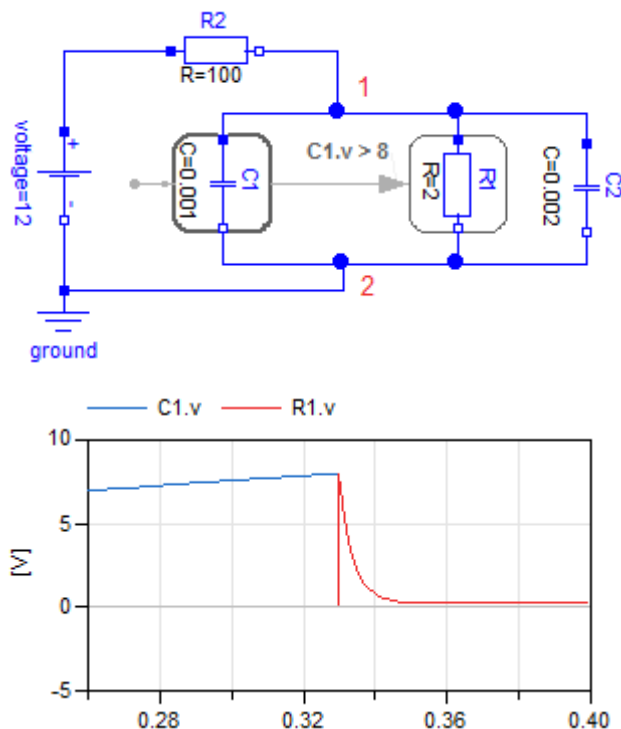 R2
R=100
1
voltage=12
+
-
C=0.001
C1
C1.v > 8
R=2
R1
C=0.002
C2
2
ground
C1.v R1.v
10
5
[V]
0
-5
0.28 0.32 0.36 0.40